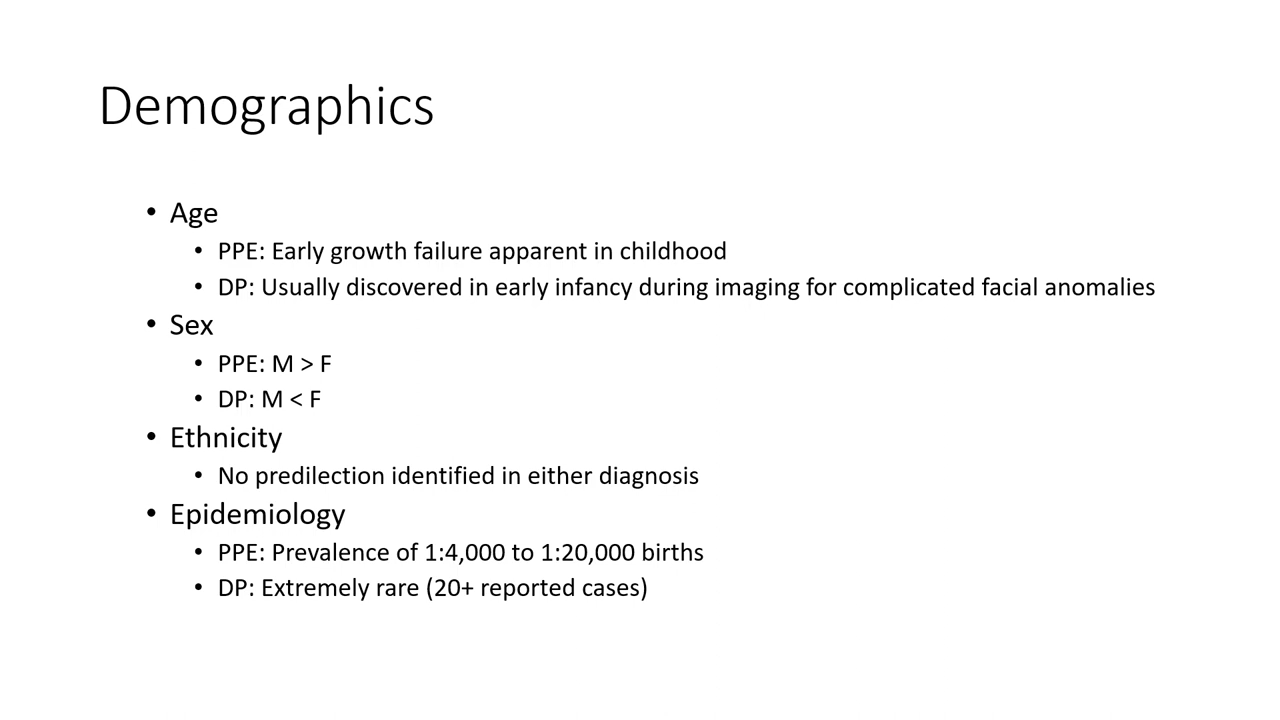 Demographics
• Age
• PPE: Early growth failure apparent in childhood
• DP: Usually discovered in early infancy during imaging for complicated facial anomalies
• Sex
• PPE: M > F
• DP: M < F
• Ethnicity
• No predilection identified in either diagnosis
• Epidemiology
• PPE: Prevalence of 1:4,000 to 1:20,000 births
• DP: Extremely rare (20+ reported cases)